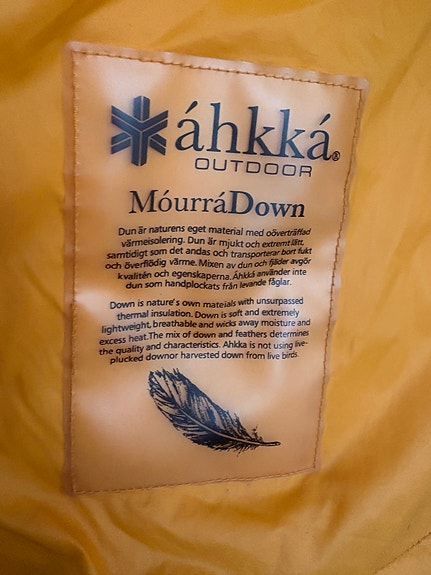 áhkká®
OUTDOOR
MóurráDown
Dun är naturens eget material med oöverträffad
värmeisolering. Dun är mjukt och extremt lätt,
samtidigt som det andas och transporterar bort fukt
och överflödig värme. Mixen av dun och fjäder avgör
kvalitén och egenskaperna. Áhkká använder inte
dun som handplockats från levande fåglar.
Down is nature's own mateials with unsurpassed
thermal insulation. Down is soft and extremely
lightweight, breathable and wicks away moisture and
excess heat.The mix of down and feathers determines
the quality and characteristics. Ahkka is not using live-
plucked downor harvested down from live birds.